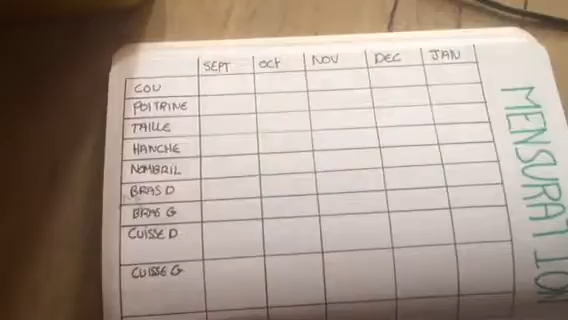 SEPT OCT NOV DEC JAN
COU
POITRINE
TAILLE
HANCHE
NOMBRIL
BRAS D
BRAS G
CUISSE D
CUISSE G
MENSURATION